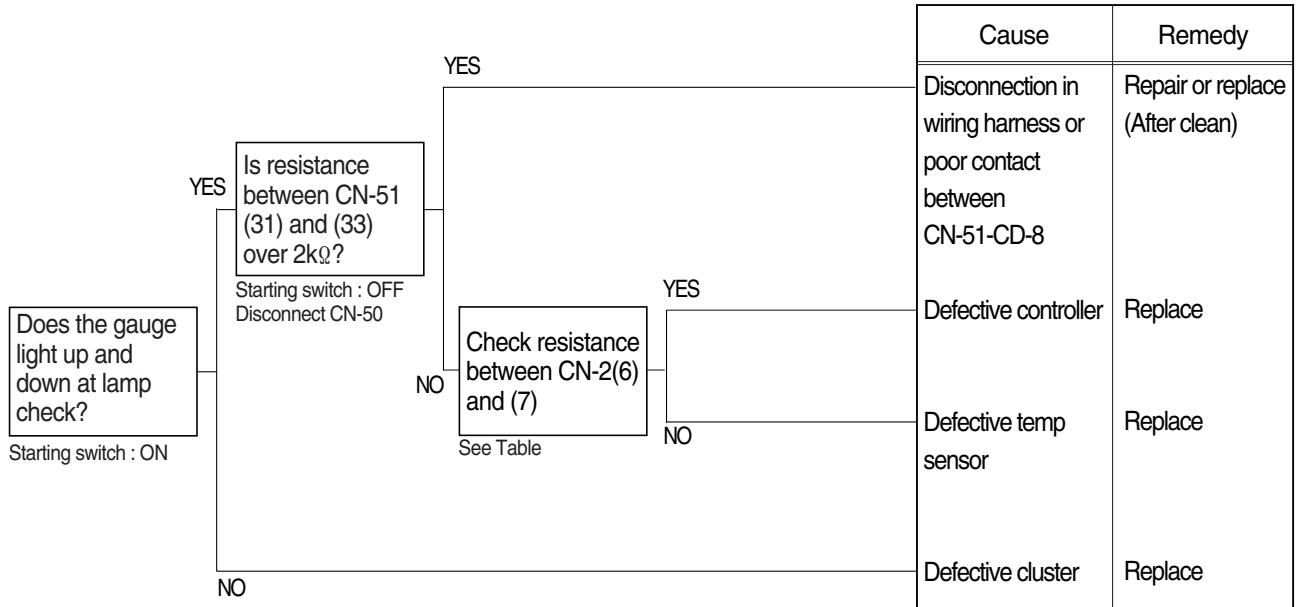 Does the gauge
light up and
down at lamp
check?
Starting switch : ON
YES
NO
Is resistance
between CN-51
(31) and (33)
over 2kΩ?
Starting switch : OFF
Disconnect CN-50
YES
NO
Check resistance
between CN-2(6)
and (7)
See Table
YES
NO
Cause
Remedy
Disconnection in
wiring harness or
poor contact
between
CN-51-CD-8
Repair or replace
(After clean)
Defective controller
Replace
Defective temp
sensor
Replace
Defective cluster
Replace